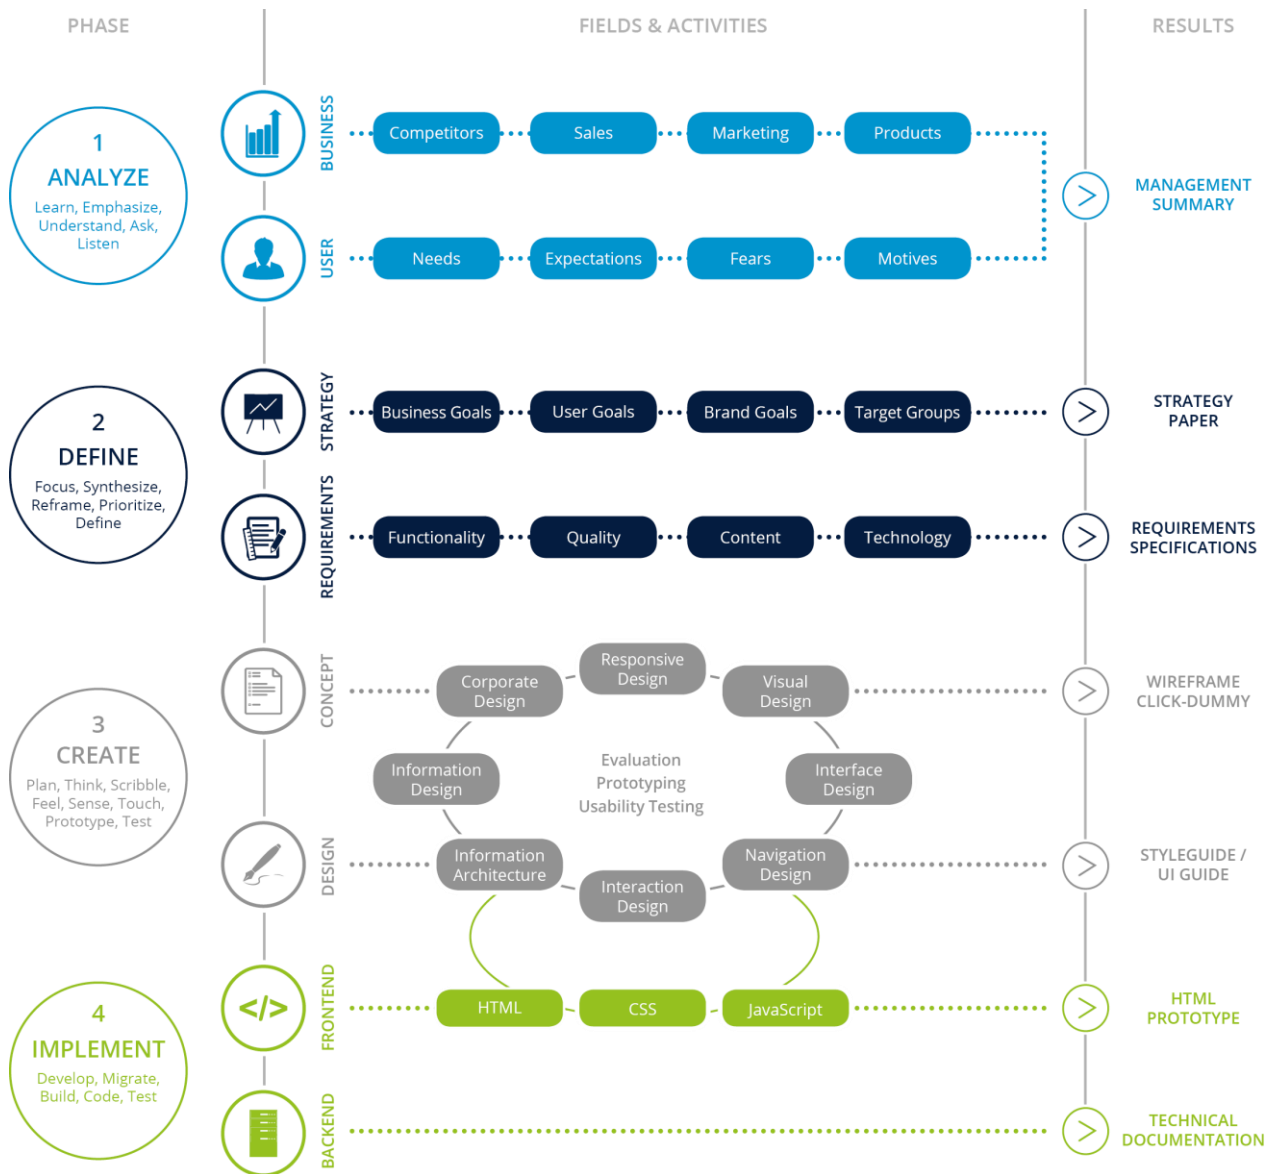 PHASE
FIELDS & ACTIVITIES
RESULTS
1
ANALYZE
Learn, Emphasize,
Understand, Ask,
Listen
BUSINESS
Competitors
Sales
Marketing
Products
USER
Needs
Expectations
Fears
Motives
MANAGEMENT
SUMMARY
2
DEFINE
Focus, Synthesize,
Reframe, Prioritize,
Define
STRATEGY
Business Goals
User Goals
Brand Goals
Target Groups
STRATEGY
PAPER
REQUIREMENTS
Functionality
Quality
Content
Technology
REQUIREMENTS
SPECIFICATIONS
3
CREATE
Plan, Think, Scribble,
Feel, Sense, Touch,
Prototype, Test
CONCEPT
Corporate
Design
Responsive
Design
Visual
Design
WIREFRAME
CLICK-DUMMY
Information
Design
Evaluation
Prototyping
Usability Testing
Interface
Design
DESIGN
Information
Architecture
Interaction
Design
Navigation
Design
STYLEGUIDE /
UI GUIDE
4
IMPLEMENT
Develop, Migrate,
Build, Code, Test
FRONTEND
</>
HTML
CSS
JavaScript
HTML
PROTOTYPE
BACKEND
TECHNICAL
DOCUMENTATION